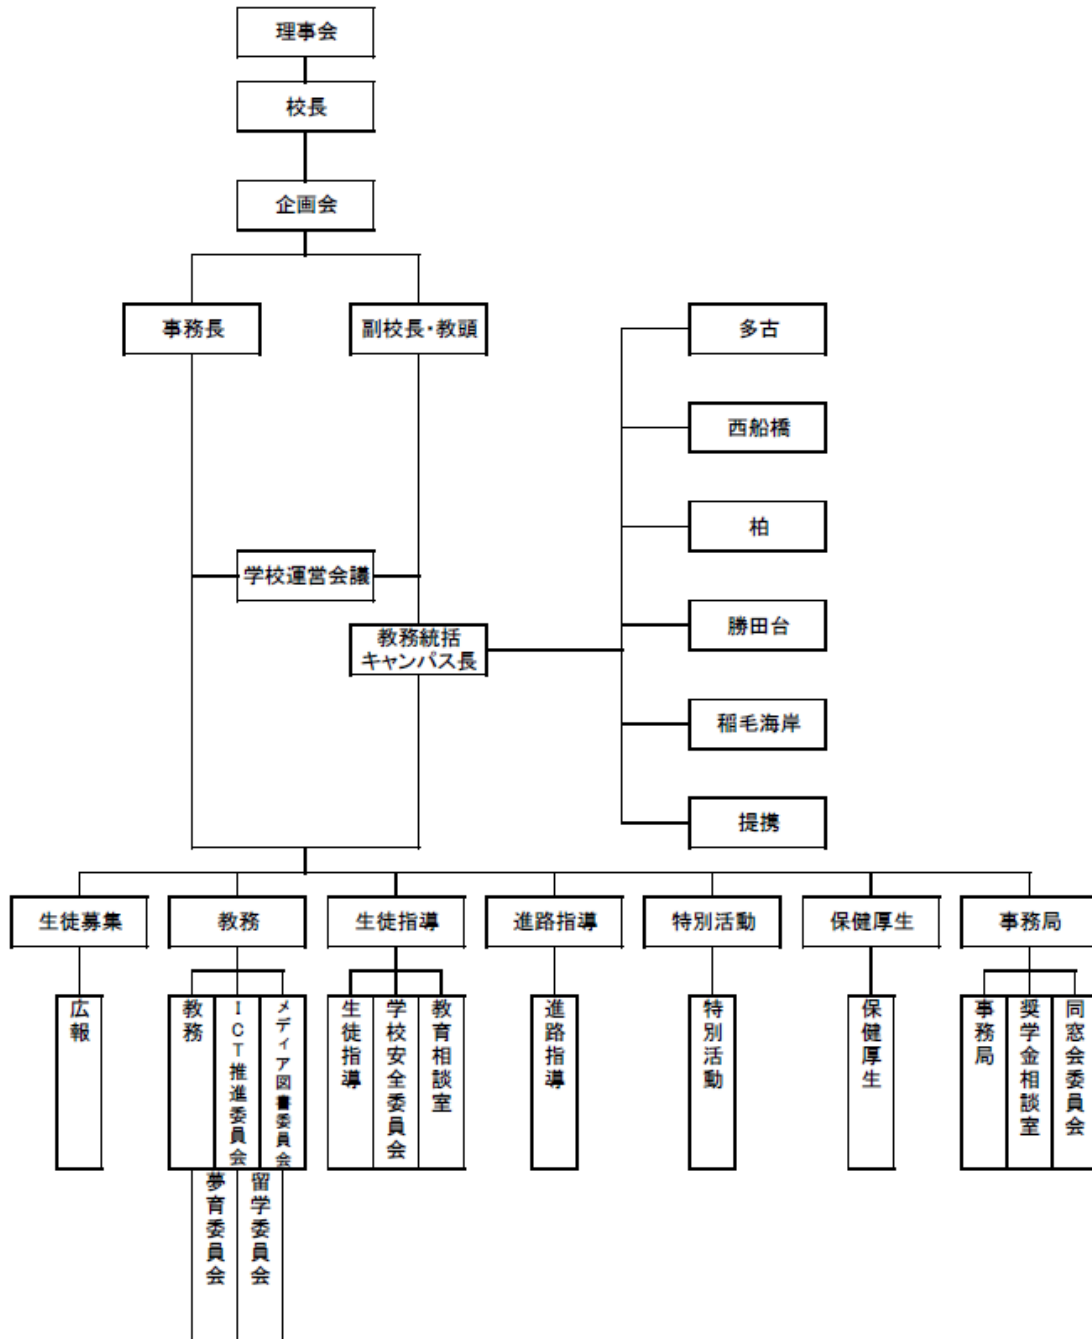 理事会
校長
企画会
事務長
副校長・教頭
多古
西船橋
柏
学校運営会議
勝田台
教務統括
キャンパス長
稲毛海岸
提携
生徒募集
教務
生徒指導
進路指導
特別活動
保健厚生
事務局
広報
教務
ICT推進委員会
メディア図書委員会
生徒指導
学校安全委員会
教育相談室
進路指導
特別活動
保健厚生
事務局
奨学金相談室
同窓会委員会
夢育委員会
留学委員会